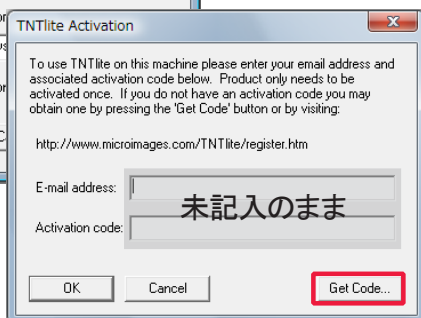 TNTlite Activation
To use TNTlite on this machine please enter your email address and
associated activation code below. Product only needs to be
activated once. If you do not have an activation code you may
obtain one by pressing the 'Get Code' button or by visiting:
http://www.microimages.com/TNTlite/register.htm
E-mail address:
未記入のまま
Activation code:
OK Cancel Get Code...